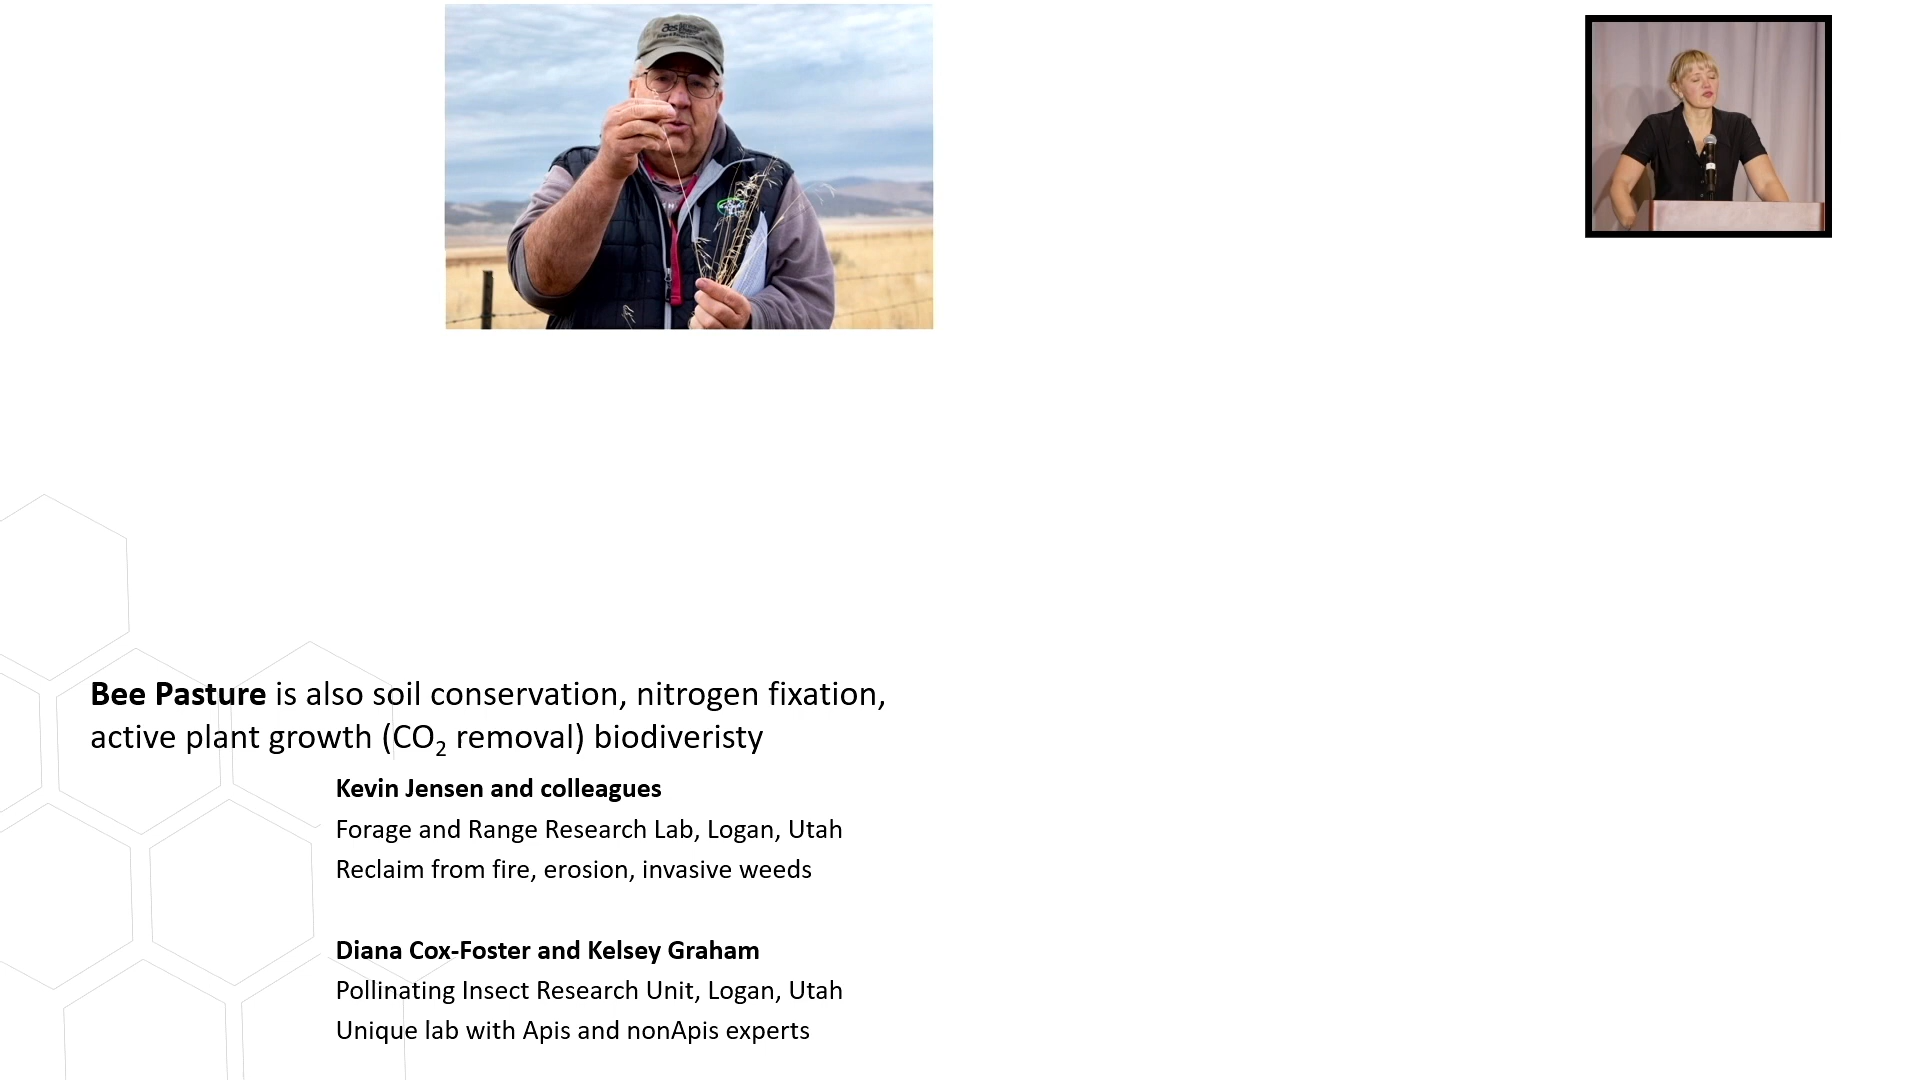 Bee Pasture is also soil conservation, nitrogen fixation,
active plant growth (CO₂ removal) biodiveristy
Kevin Jensen and colleagues
Forage and Range Research Lab, Logan, Utah
Reclaim from fire, erosion, invasive weeds
Diana Cox-Foster and Kelsey Graham
Pollinating Insect Research Unit, Logan, Utah
Unique lab with Apis and nonApis experts